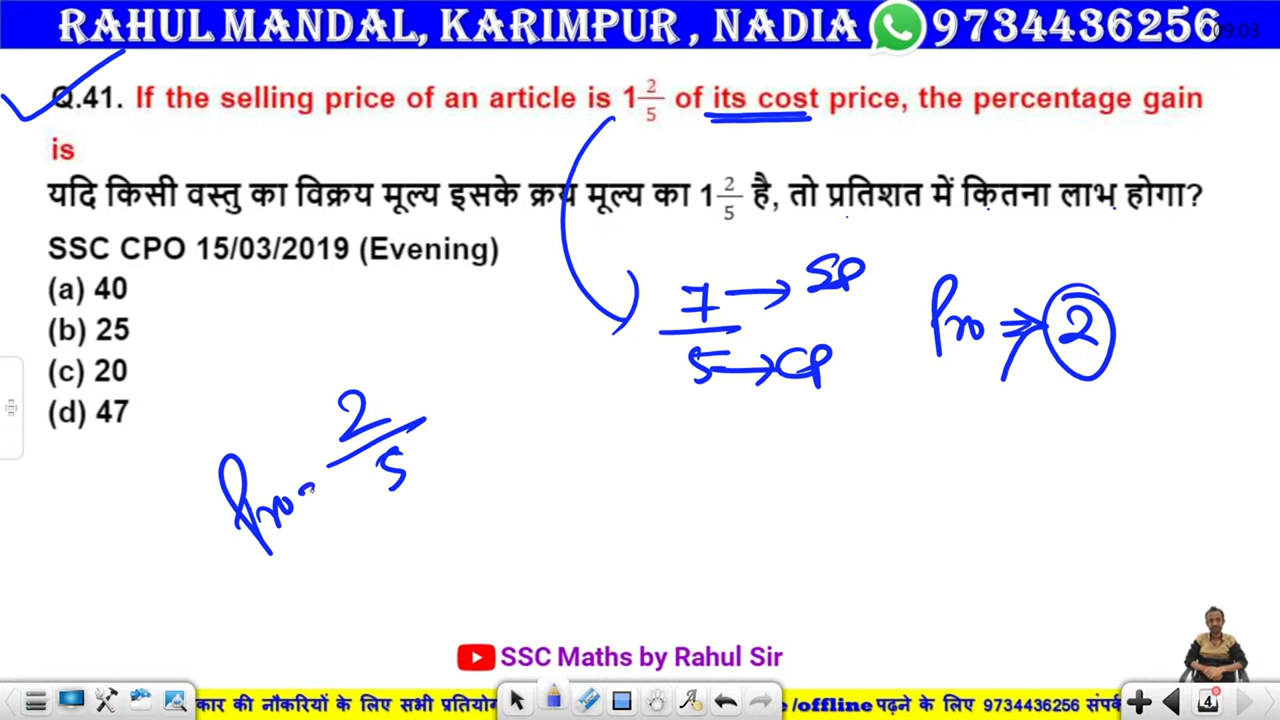 RAHUL MANDAL, KARIMPUR , NADIA 9734436256
09:03
Q.41. If the selling price of an article is 1 2/5 of its cost price, the percentage gain
is
यदि किसी वस्तु का विक्रय मूल्य इसके क्रय मूल्य का 1 2/5 है, तो प्रतिशत में कितना लाभ होगा?
SSC CPO 15/03/2019 (Evening)
(a) 40
(b) 25
(c) 20
(d) 47
7 → SP
5 → CP
Pro ⇒ 2
Pro = 2/5
SSC Maths by Rahul Sir
कार की नौकरियों के लिए सभी प्रतियो
/offline पढ़ने के लिए 9734436256 संपर्क
4